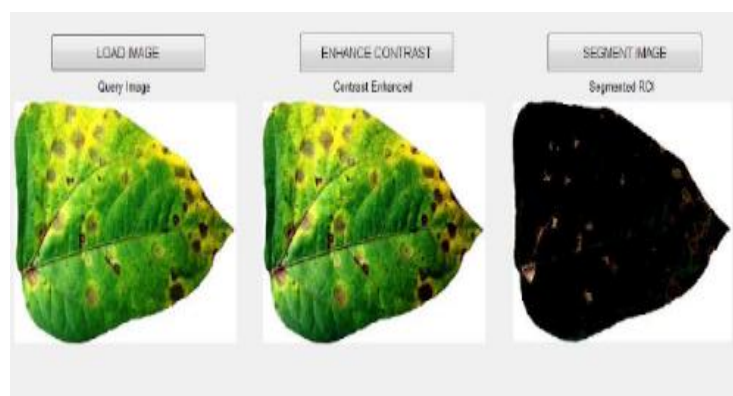 LOAD IMAGE
ENHANCE CONTRAST
SEGMENT IMAGE
Query Image
Contrast Enhanced
Segmented ROI